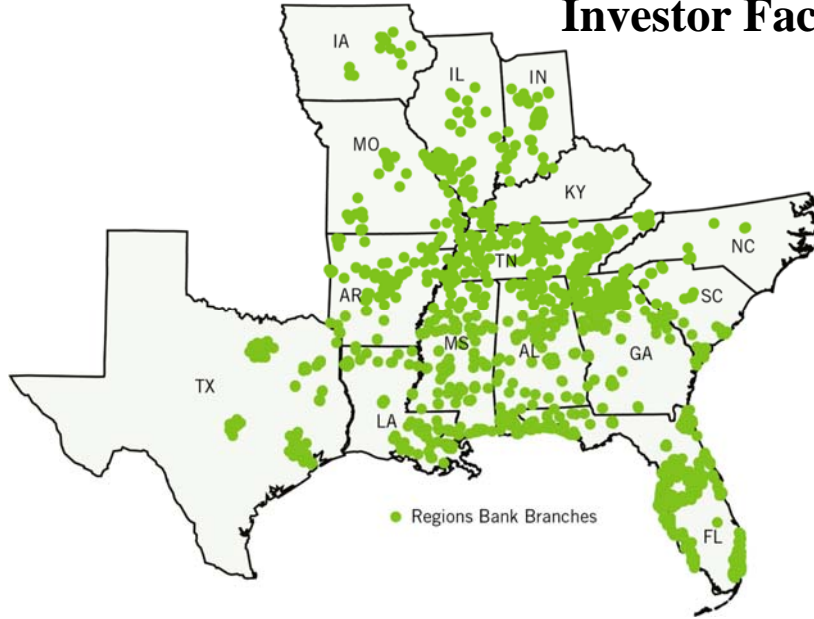 Investor Fac
IA
IL
IN
MO
KY
NC
TN
AR
SC
MS
AL
GA
TX
LA
Regions Bank Branches
FL